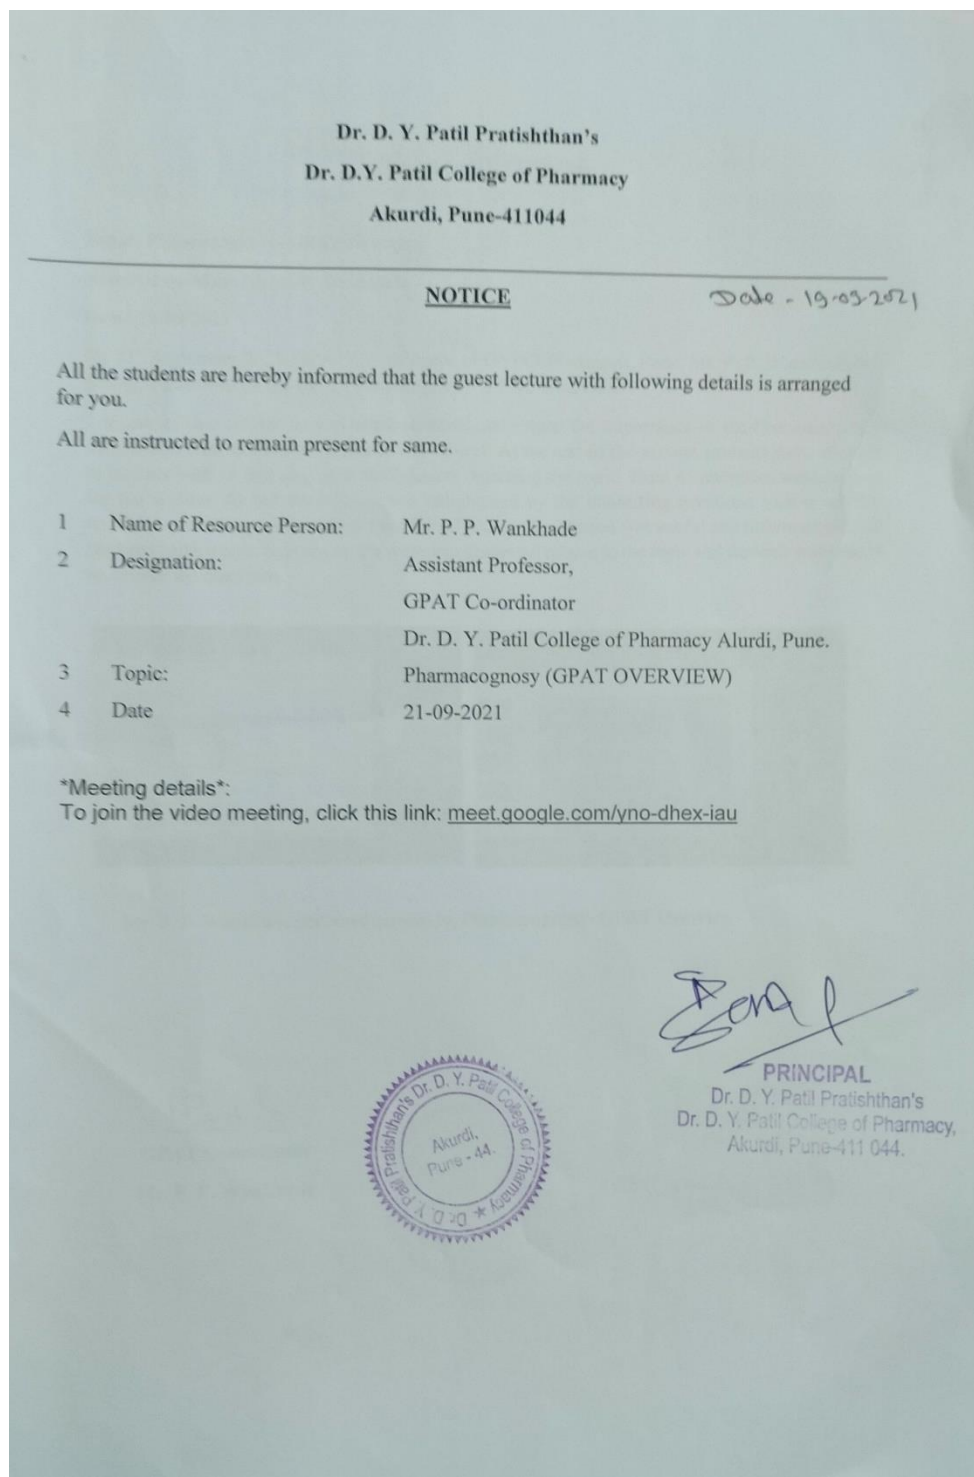 Dr. D. Y. Patil Pratishthan's
Dr. D.Y. Patil College of Pharmacy
Akurdi, Pune-411044
NOTICE
Date - 19-09-2021
All the students are hereby informed that the guest lecture with following details is arranged
for you.
All are instructed to remain present for same.
1 Name of Resource Person: Mr. P. P. Wankhade
2 Designation: Assistant Professor,
GPAT Co-ordinator
Dr. D. Y. Patil College of Pharmacy Alurdi, Pune.
3 Topic: Pharmacognosy (GPAT OVERVIEW)
4 Date 21-09-2021
*Meeting details*:
To join the video meeting, click this link: meet.google.com/yno-dhex-iau
PRINCIPAL
Dr. D. Y. Patil Pratishthan's
Dr. D. Y. Patil College of Pharmacy,
Akurdi, Pune-411 044.
Dr. D. Y. Patil Pratishthan's Dr. D. Y. Patil College of Pharmacy ★
Akurdi,
Pune - 44.